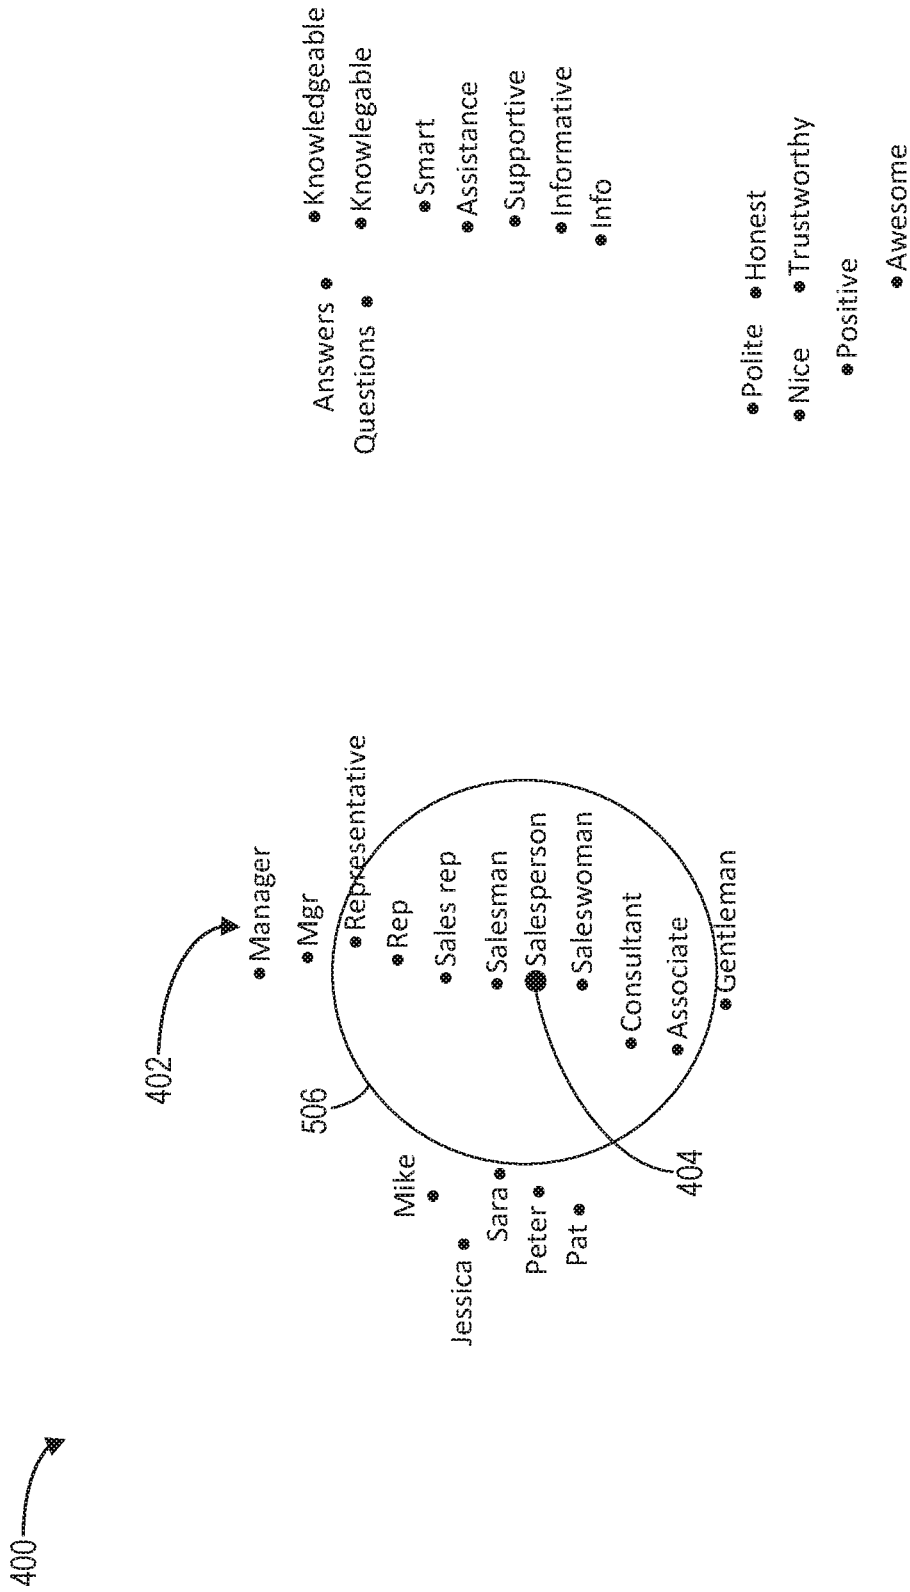 400
402
Manager
Mgr
Representative
Rep
Sales rep
Salesman
Salesperson
Saleswoman
Consultant
Associate
Gentleman
506
404
Mike
Jessica
Sara
Peter
Pat
Answers
Questions
Knowledgeable
Knowlegable
Smart
Assistance
Supportive
Informative
Info
Polite
Honest
Nice
Trustworthy
Positive
Awesome